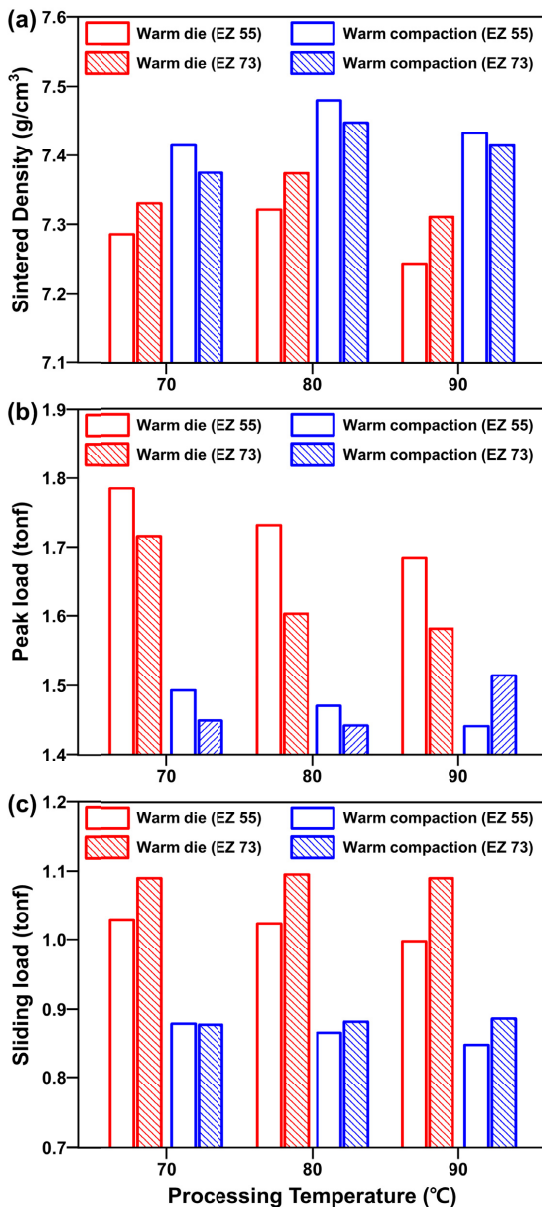 (a)
7.6
Warm die (EZ 55) Warm compaction (EZ 55)
Warm die (EZ 73) Warm compaction (EZ 73)
7.5
7.4
7.3
7.2
7.1
Sintered Density (g/cm³)
70 80 90
(b)
1.9
Warm die (EZ 55) Warm compaction (EZ 55)
Warm die (EZ 73) Warm compaction (EZ 73)
1.8
1.7
1.6
1.5
1.4
Peak load (tonf)
70 80 90
(c)
1.2
Warm die (EZ 55) Warm compaction (EZ 55)
Warm die (EZ 73) Warm compaction (EZ 73)
1.1
1.0
0.9
0.8
0.7
Sliding load (tonf)
70 80 90
Processing Temperature (℃)